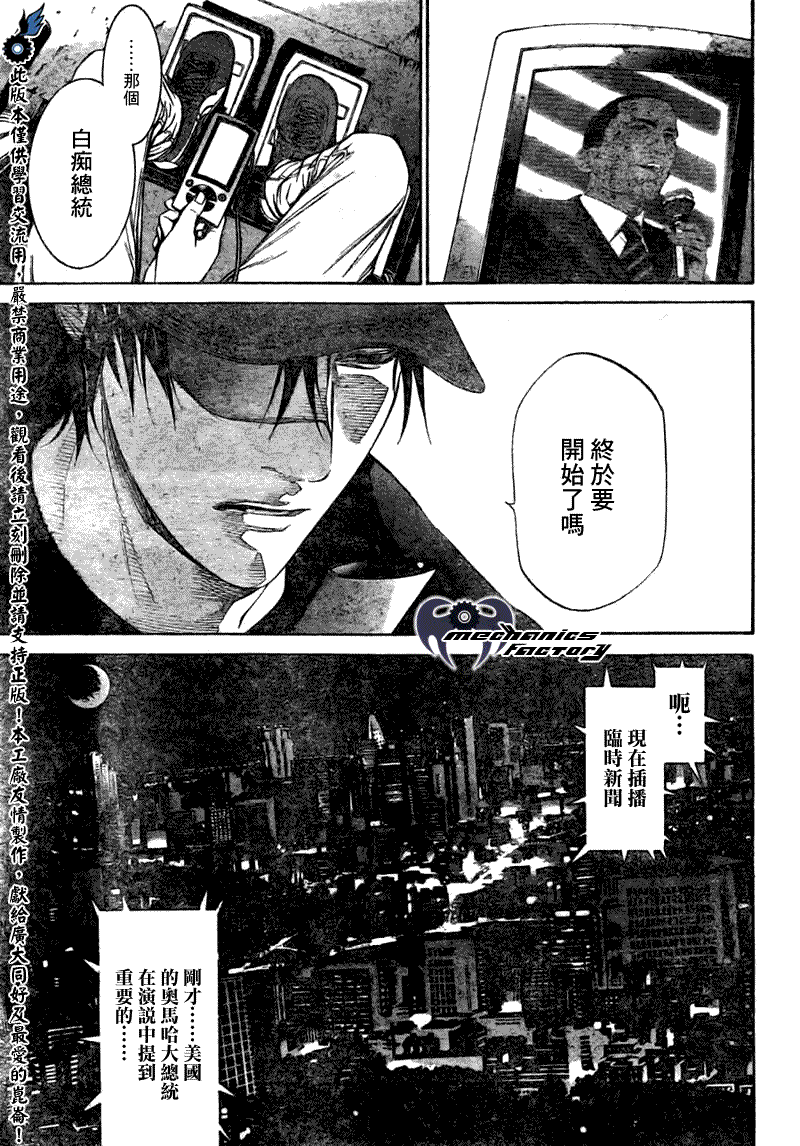 ……那個
白痴總統
終於要
開始了嗎
mechanics
factory
呃…
現在插播
臨時新聞
剛才……美國
的奧馬哈大總統
在演說中提到
重要的……
此版本僅供學習交流用，嚴禁商業用途，觀看後請立刻刪除並請支持正版！本工廠友情製作，獻給廣大同好及最愛的崑崙！